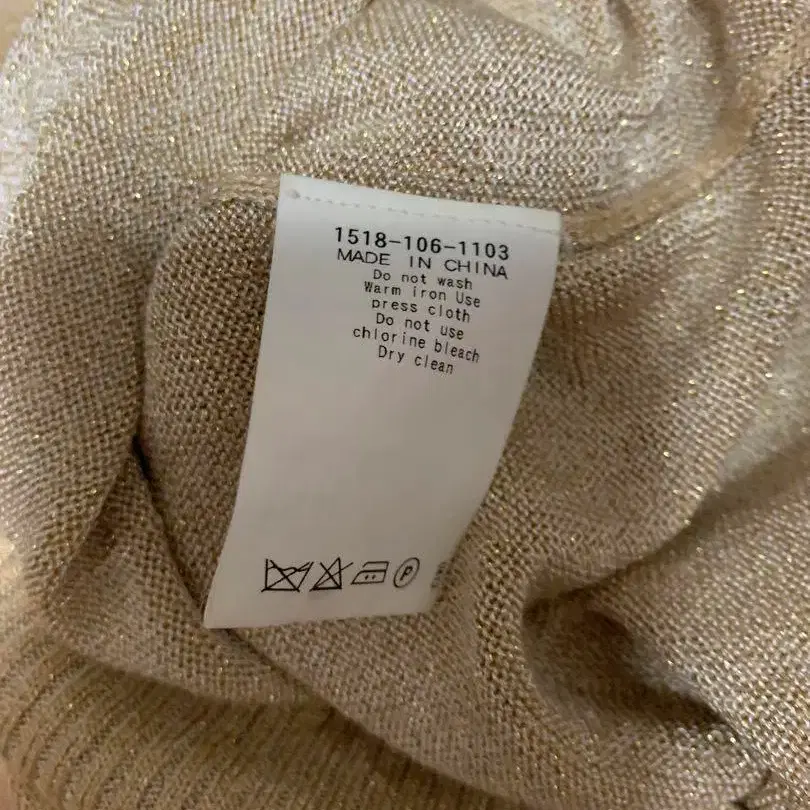 1518-106-1103
MADE IN CHINA
Do not wash
Warm iron Use
press cloth
Do not use
chlorine bleach
Dry clean
P